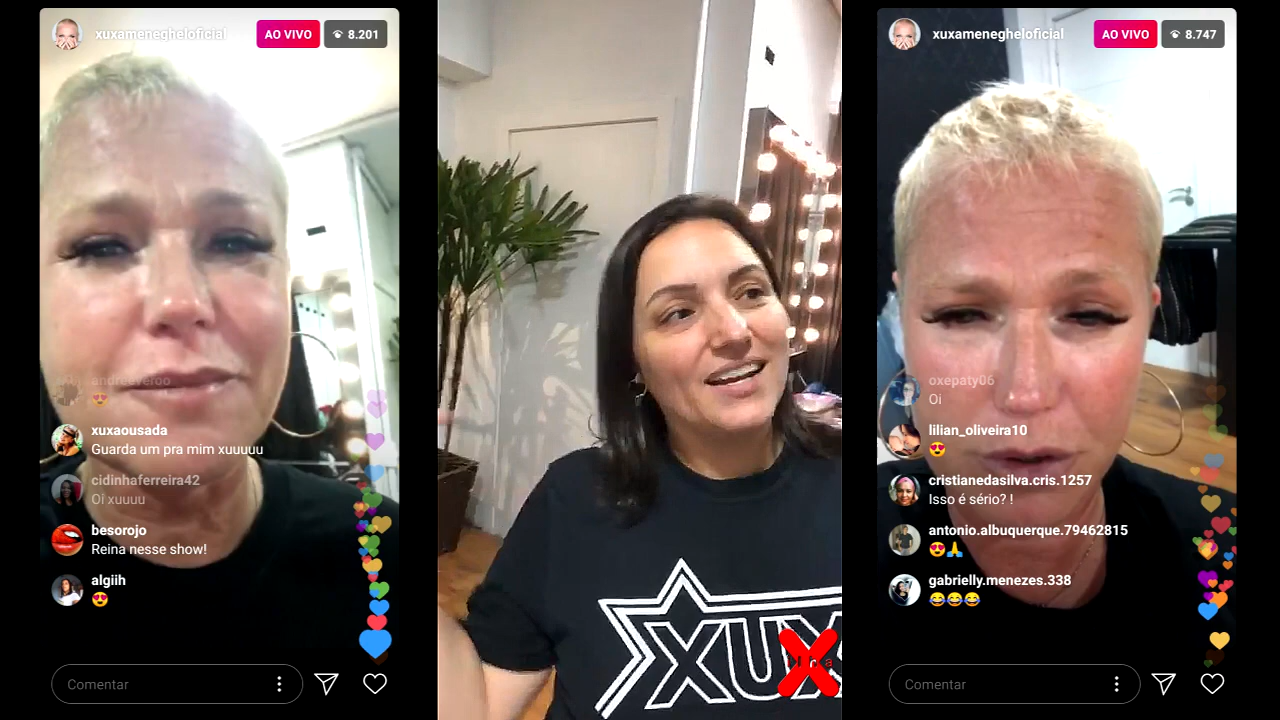 xuxamenegheloficial AO VIVO 8.201
andreeveroo
😍
xuxaousada
Guarda um pra mim xuuuuu
cidinhaferreira42
Oi xuuuu
besorojo
Reina nesse show!
algiih
😍
Comentar
XUX
xuxamenegheloficial AO VIVO 8.747
oxepaty06
Oi
lilian_oliveira10
😍
cristianedasilva.cris.1257
Isso é sério? !
antonio.albuquerque.79462815
😍🙏
gabrielly.menezes.338
😂😂😂
Comentar